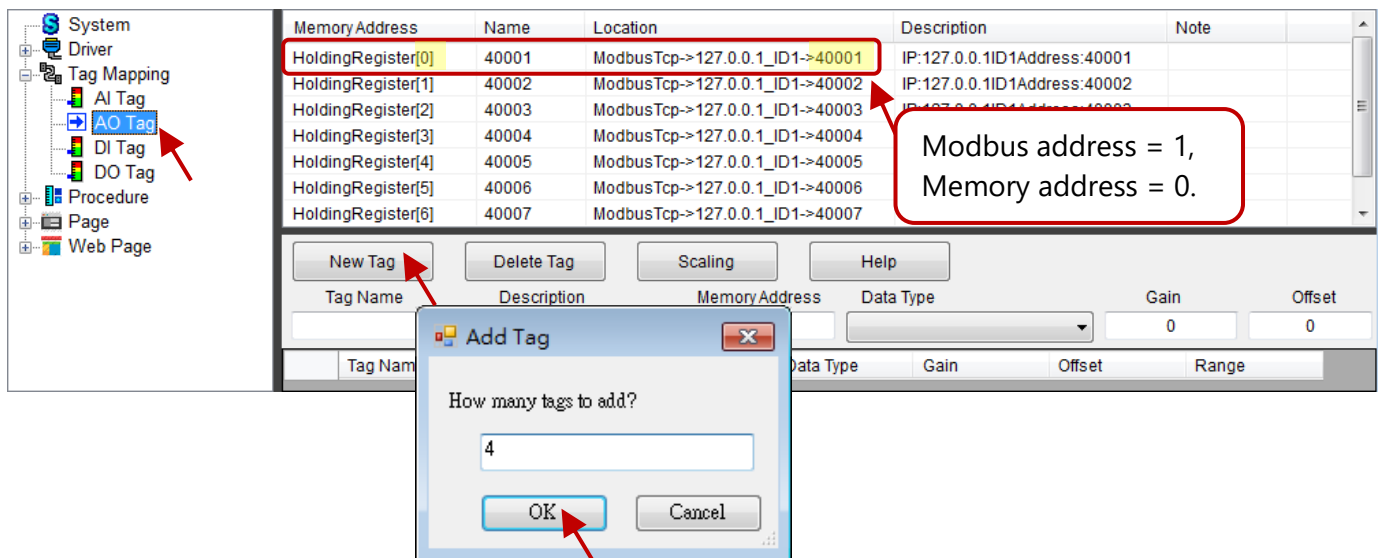 System
Driver
Tag Mapping
AI Tag
AO Tag
DI Tag
DO Tag
Procedure
Page
Web Page
Memory Address Name Location Description Note
HoldingRegister[0] 40001 ModbusTcp->127.0.0.1_ID1->40001 IP:127.0.0.1ID1Address:40001
HoldingRegister[1] 40002 ModbusTcp->127.0.0.1_ID1->40002 IP:127.0.0.1ID1Address:40002
HoldingRegister[2] 40003 ModbusTcp->127.0.0.1_ID1->40003
HoldingRegister[3] 40004 ModbusTcp->127.0.0.1_ID1->40004
HoldingRegister[4] 40005 ModbusTcp->127.0.0.1_ID1->40005
HoldingRegister[5] 40006 ModbusTcp->127.0.0.1_ID1->40006
HoldingRegister[6] 40007 ModbusTcp->127.0.0.1_ID1->40007
Modbus address = 1,
Memory address = 0.
New Tag Delete Tag Scaling Help
Tag Name Description Memory Address Data Type Gain Offset
0 0
Tag Nam Data Type Gain Offset Range
Add Tag
How many tags to add?
4
OK Cancel